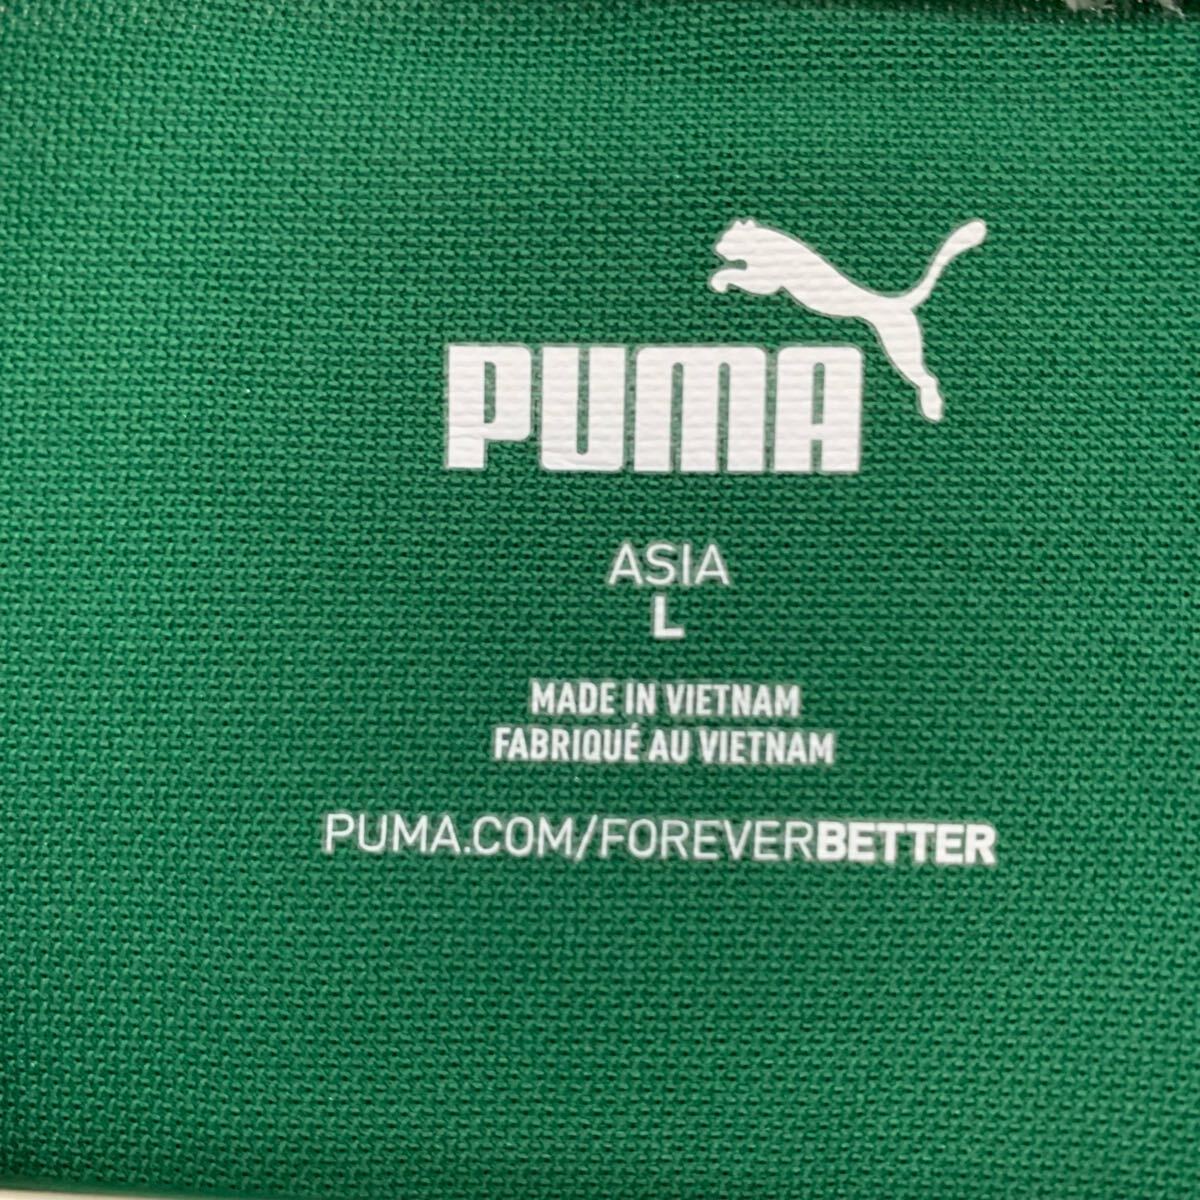 PUMA
ASIA
L
MADE IN VIETNAM
FABRIQUÉ AU VIETNAM
PUMA.COM/FOREVERBETTER